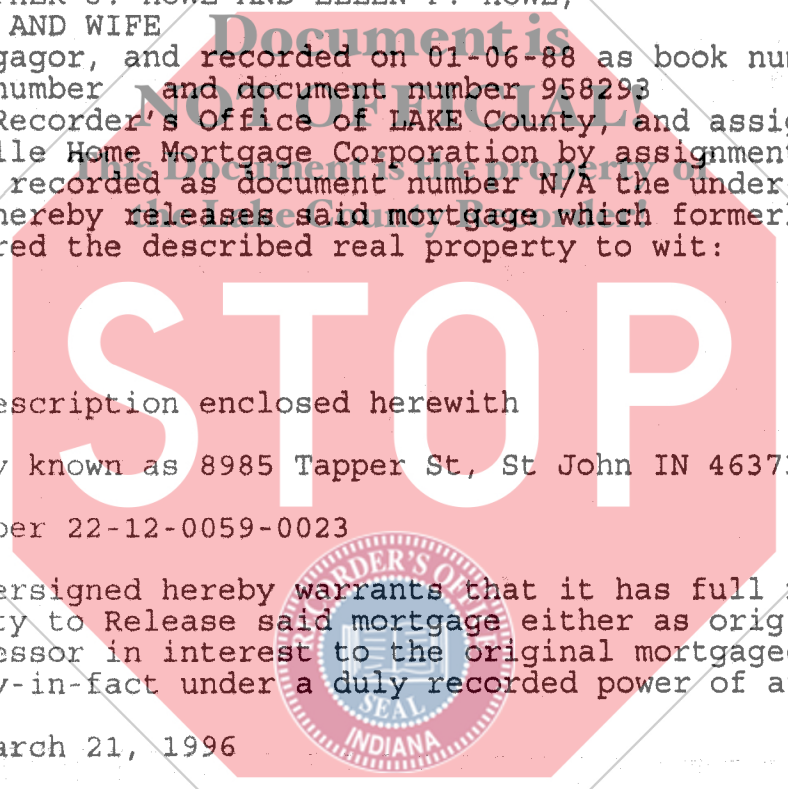 AND WIFE
Document is
gagor, and recorded on 01-06-88 as book num
number and document number 958293
NOT OFFICIAL!
Recorder's Office of LAKE County, and assig
lle Home Mortgage Corporation by assignment
This Document is the property of
recorded as document number N/A the under
the Lake County Recorder!
hereby releases said mortgage which former
red the described real property to wit:
STOP
escription enclosed herewith
y known as 8985 Tapper St, St John IN 46373
ber 22-12-0059-0023
ersigned hereby warrants that it has full
ty to Release said mortgage either as orig
essor in interest to the original mortgage
y-in-fact under a duly recorded power of a
RECORDER'S OFFICE
SEAL
INDIANA
arch 21, 1996